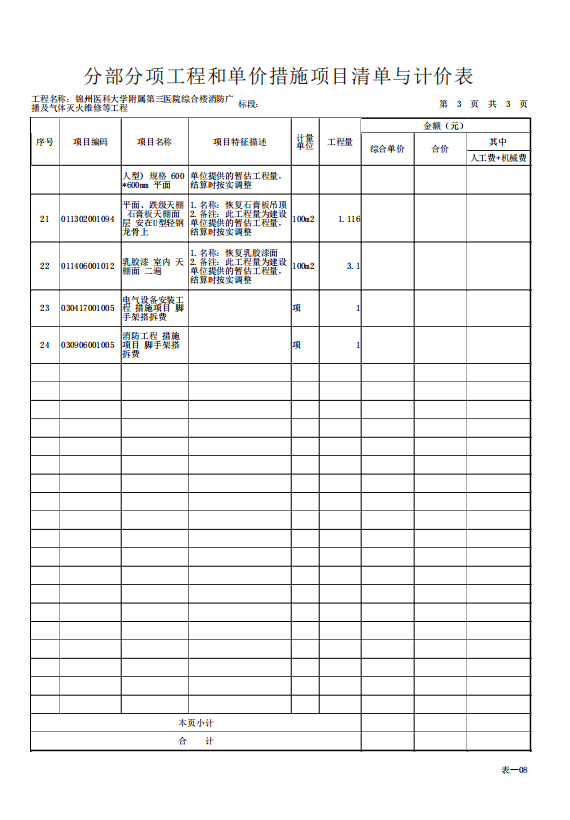 分部分项工程和单价措施项目清单与计价表
工程名称：锦州医科大学附属第三医院综合楼消防广
播及气体灭火维修等工程
标段：
第 3 页 共 3 页
序号
项目编码
项目名称
项目特征描述
计量
单位
工程量
金额（元）
综合单价
合价
其中
人工费+机械费
人型）规格 600
*600mm 平面
单位提供的暂估工程量，
结算时按实调整
21
011302001094
平面、跌级天棚
石膏板天棚面
层 安在U型轻钢
龙骨上
1.名称：恢复石膏板吊顶
2.备注：此工程量为建设
单位提供的暂估工程量，
结算时按实调整
100m2
1.116
22
011406001012
乳胶漆 室内 天
棚面 二遍
1.名称：恢复乳胶漆面
2.备注：此工程量为建设
单位提供的暂估工程量，
结算时按实调整
100m2
3.1
23
030417001005
电气设备安装工
程 措施项目 脚
手架搭拆费
项
1
24
030906001005
消防工程 措施
项目 脚手架搭
拆费
项
1
本页小计
合 计
表—08